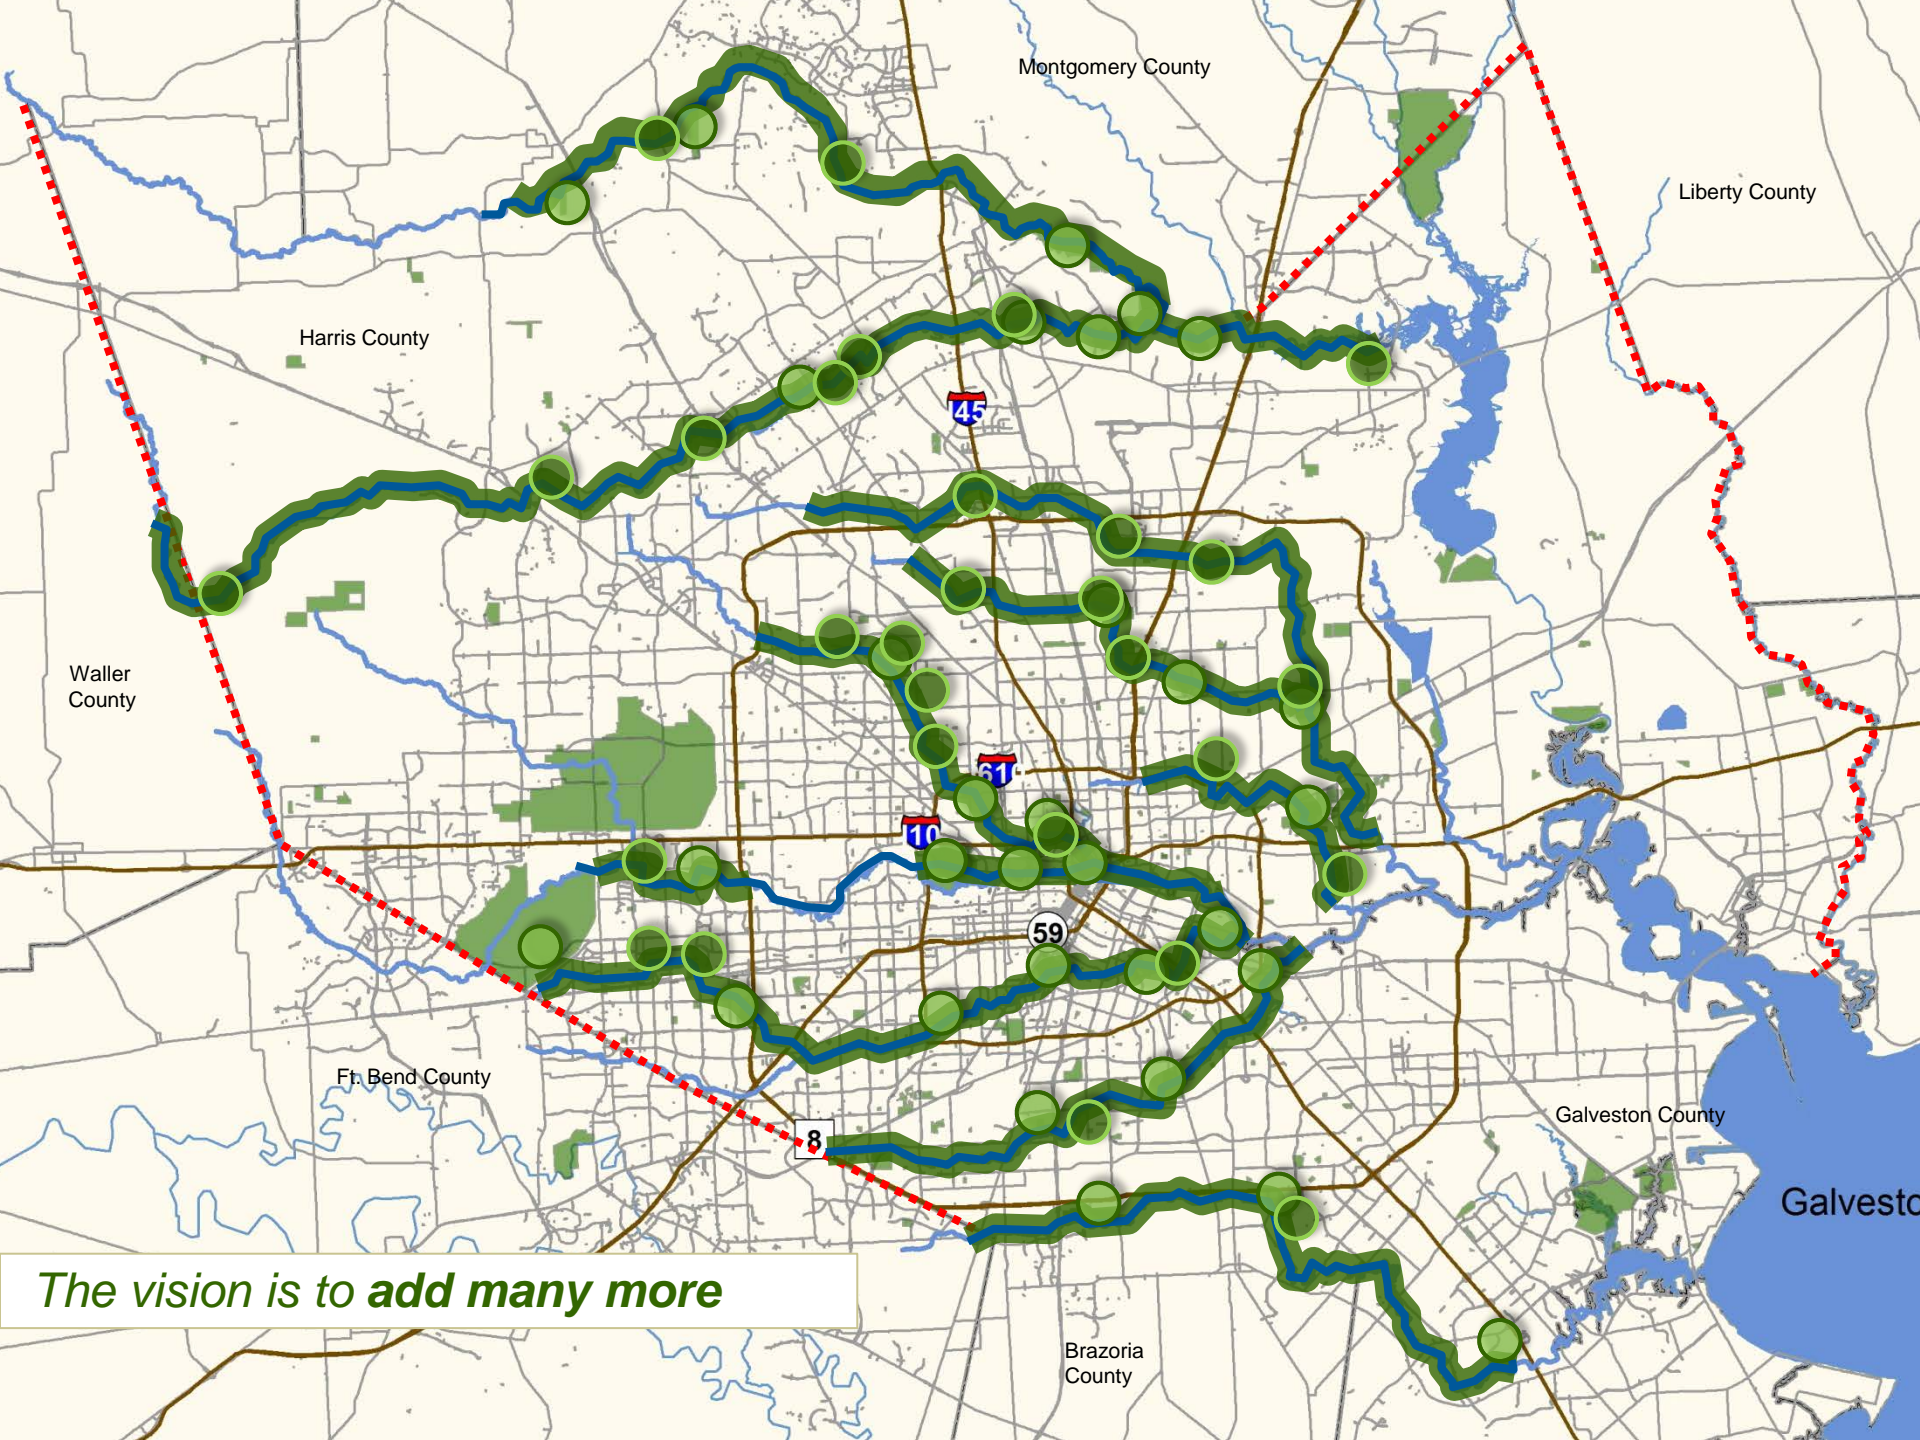 Montgomery County
Liberty County
Harris County
45
Waller
County
610
10
59
Ft. Bend County
8
Galveston County
Galvesto
The vision is to add many more
Brazoria
County